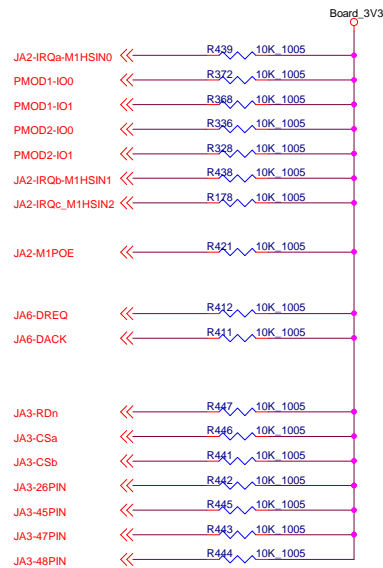 Board_3V3
JA2-IRQa-M1HSIN0 R439 10K_1005
PMOD1-IO0 R372 10K_1005
PMOD1-IO1 R368 10K_1005
PMOD2-IO0 R336 10K_1005
PMOD2-IO1 R328 10K_1005
JA2-IRQb-M1HSIN1 R438 10K_1005
JA2-IRQc_M1HSIN2 R178 10K_1005
JA2-M1POE R421 10K_1005
JA6-DREQ R412 10K_1005
JA6-DACK R411 10K_1005
JA3-RDn R447 10K_1005
JA3-CSa R446 10K_1005
JA3-CSb R441 10K_1005
JA3-26PIN R442 10K_1005
JA3-45PIN R445 10K_1005
JA3-47PIN R443 10K_1005
JA3-48PIN R444 10K_1005